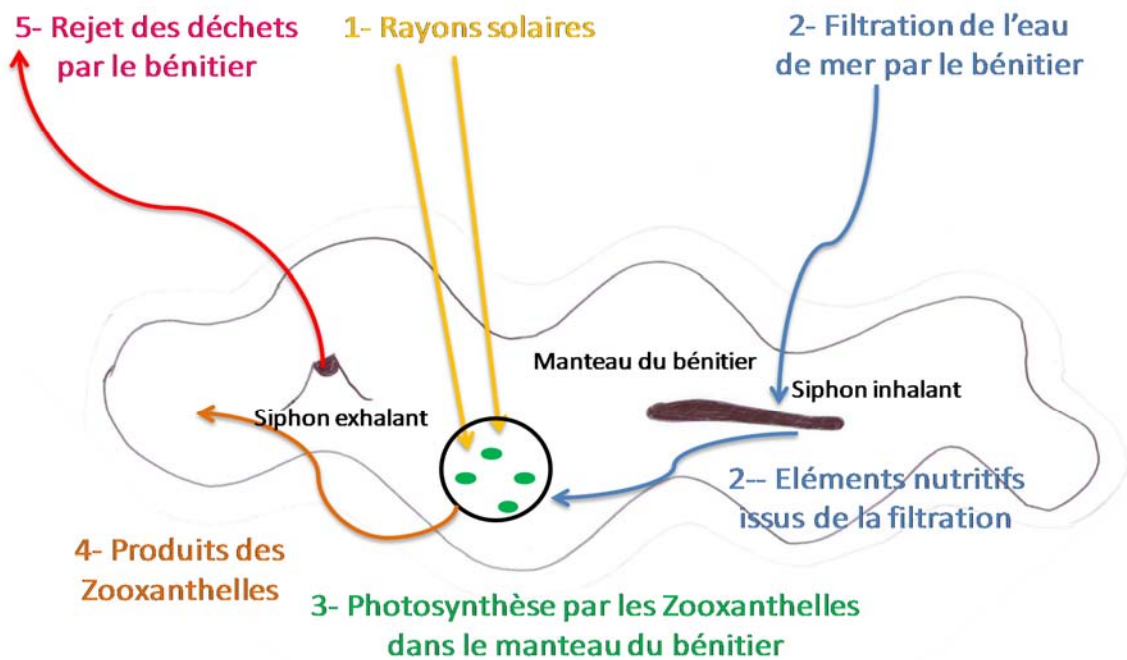 5- Rejet des déchets
par le bénitier
1- Rayons solaires
2- Filtration de l'eau
de mer par le bénitier
Manteau du bénitier
Siphon inhalant
Siphon exhalant
2-- Eléments nutritifs
issus de la filtration
4- Produits des
Zooxanthelles
3- Photosynthèse par les Zooxanthelles
dans le manteau du bénitier